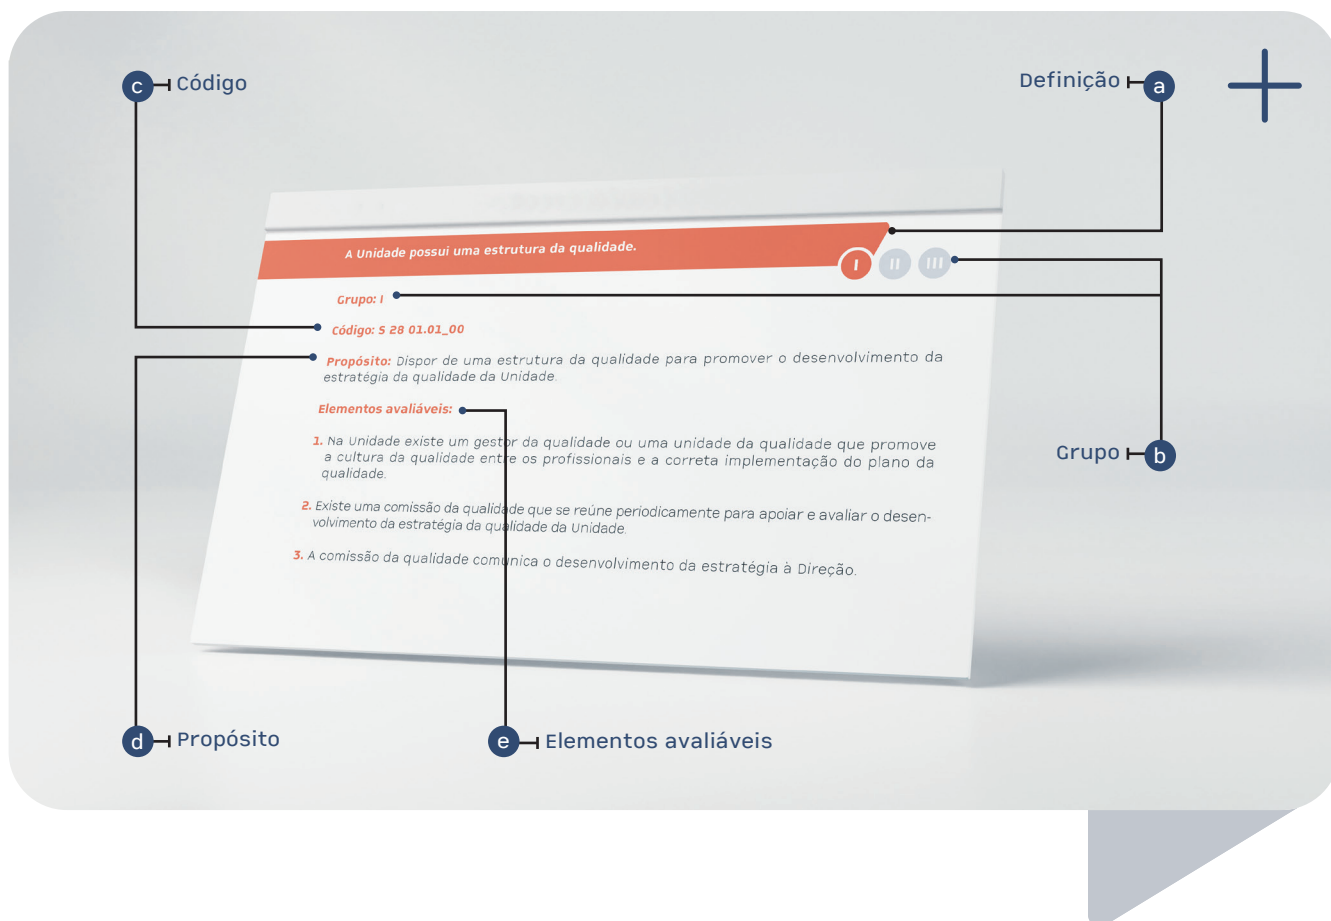 c Código
Definição a
A Unidade possui uma estrutura da qualidade.
I II III
Grupo: I
Código: S 28 01.01_00
Propósito: Dispor de uma estrutura da qualidade para promover o desenvolvimento da
estratégia da qualidade da Unidade.
Elementos avaliáveis:
1. Na Unidade existe um gestor da qualidade ou uma unidade da qualidade que promove
a cultura da qualidade entre os profissionais e a correta implementação do plano da
qualidade.
Grupo b
2. Existe uma comissão da qualidade que se reúne periodicamente para apoiar e avaliar o desen-
volvimento da estratégia da qualidade da Unidade.
3. A comissão da qualidade comunica o desenvolvimento da estratégia à Direção.
d Propósito
e Elementos avaliáveis